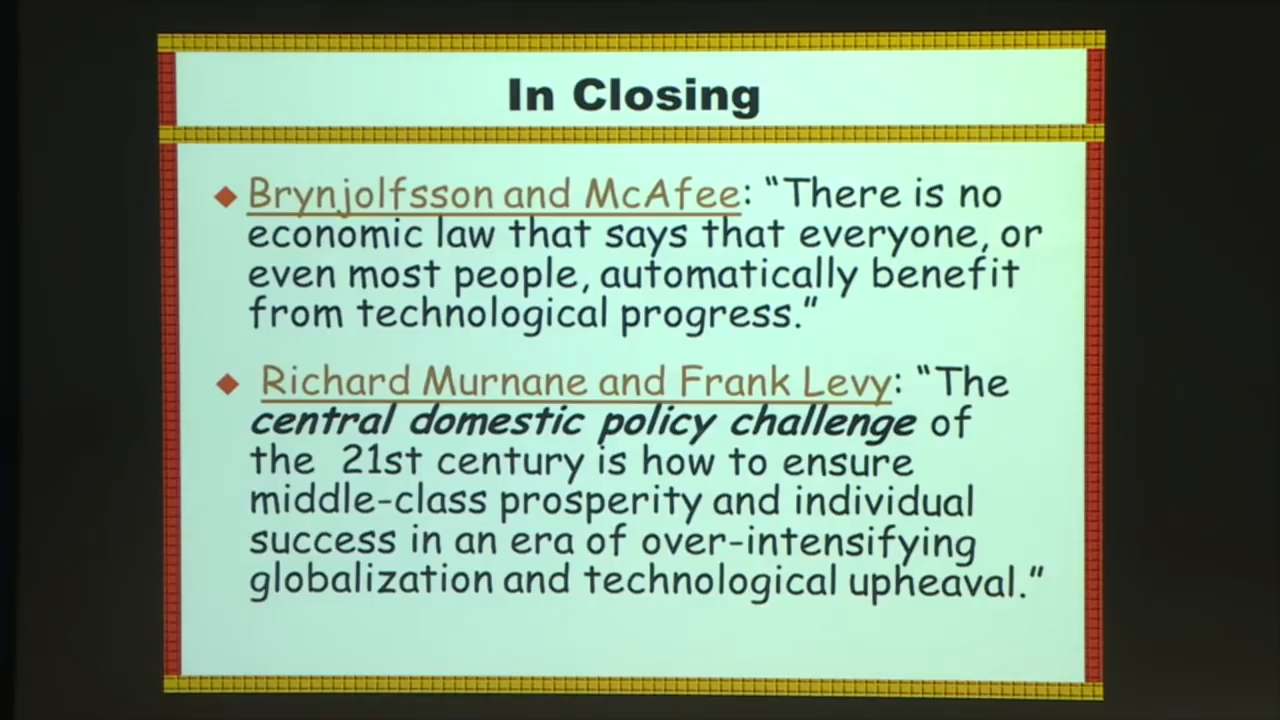 In Closing
Brynjolfsson and McAfee: “There is no
economic law that says that everyone, or
even most people, automatically benefit
from technological progress.”
Richard Murnane and Frank Levy: “The
central domestic policy challenge of
the 21st century is how to ensure
middle-class prosperity and individual
success in an era of over-intensifying
globalization and technological upheaval.”